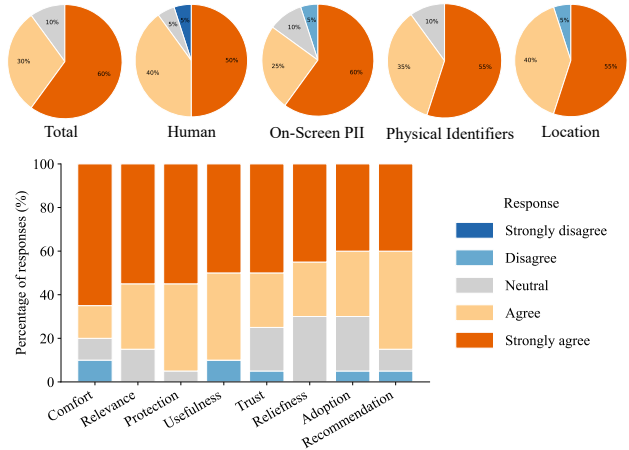 10%
30%
60%
5%
5%
40%
50%
5%
10%
25%
60%
10%
35%
55%
5%
40%
55%
Total
Human
On-Screen PII
Physical Identifiers
Location
Percentage of responses (%)
100
80
60
40
20
0
Comfort
Relevance
Protection
Usefulness
Trust
Reliefness
Adoption
Recommendation
Response
Strongly disagree
Disagree
Neutral
Agree
Strongly agree